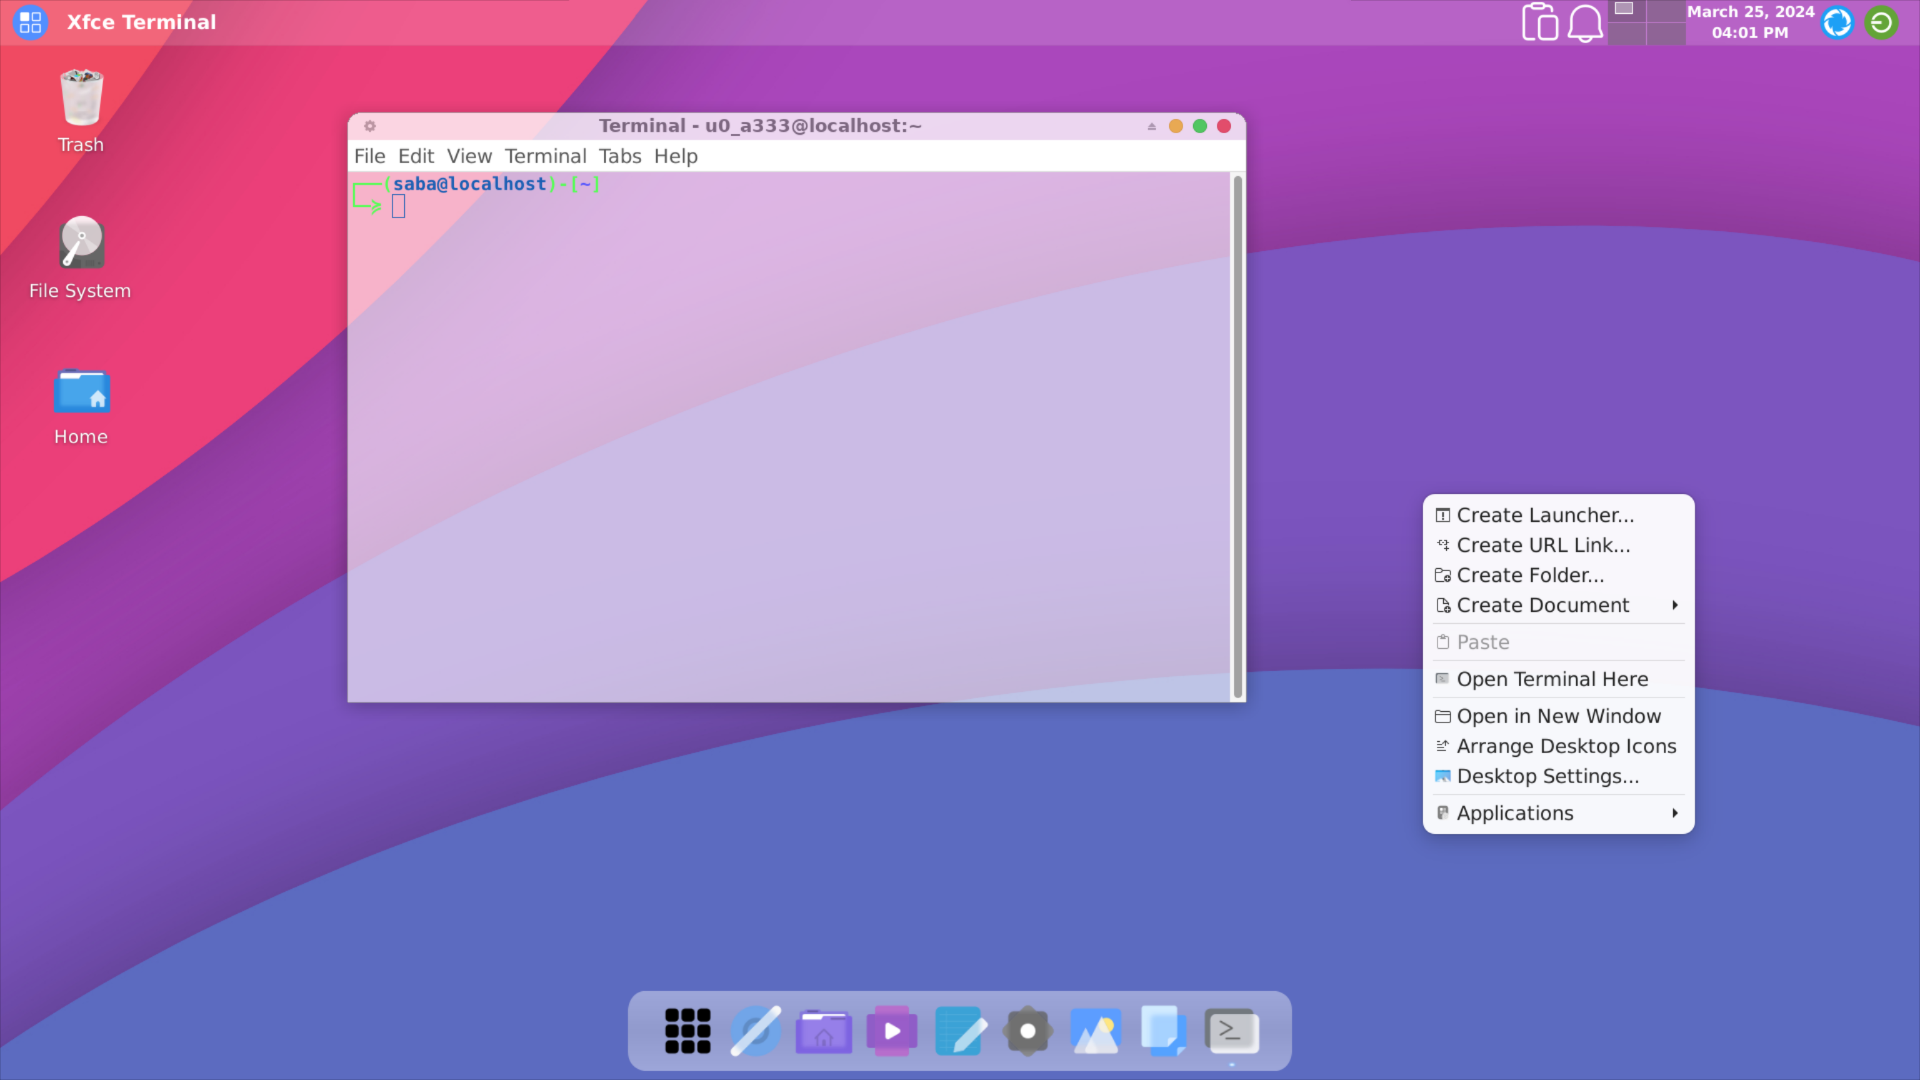 Xfce Terminal
March 25, 2024
04:01 PM
Trash
File System
Home
Terminal - u0_a333@localhost:~
File Edit View Terminal Tabs Help
(saba@localhost)-[~]
Create Launcher...
Create URL Link...
Create Folder...
Create Document
Paste
Open Terminal Here
Open in New Window
Arrange Desktop Icons
Desktop Settings...
Applications